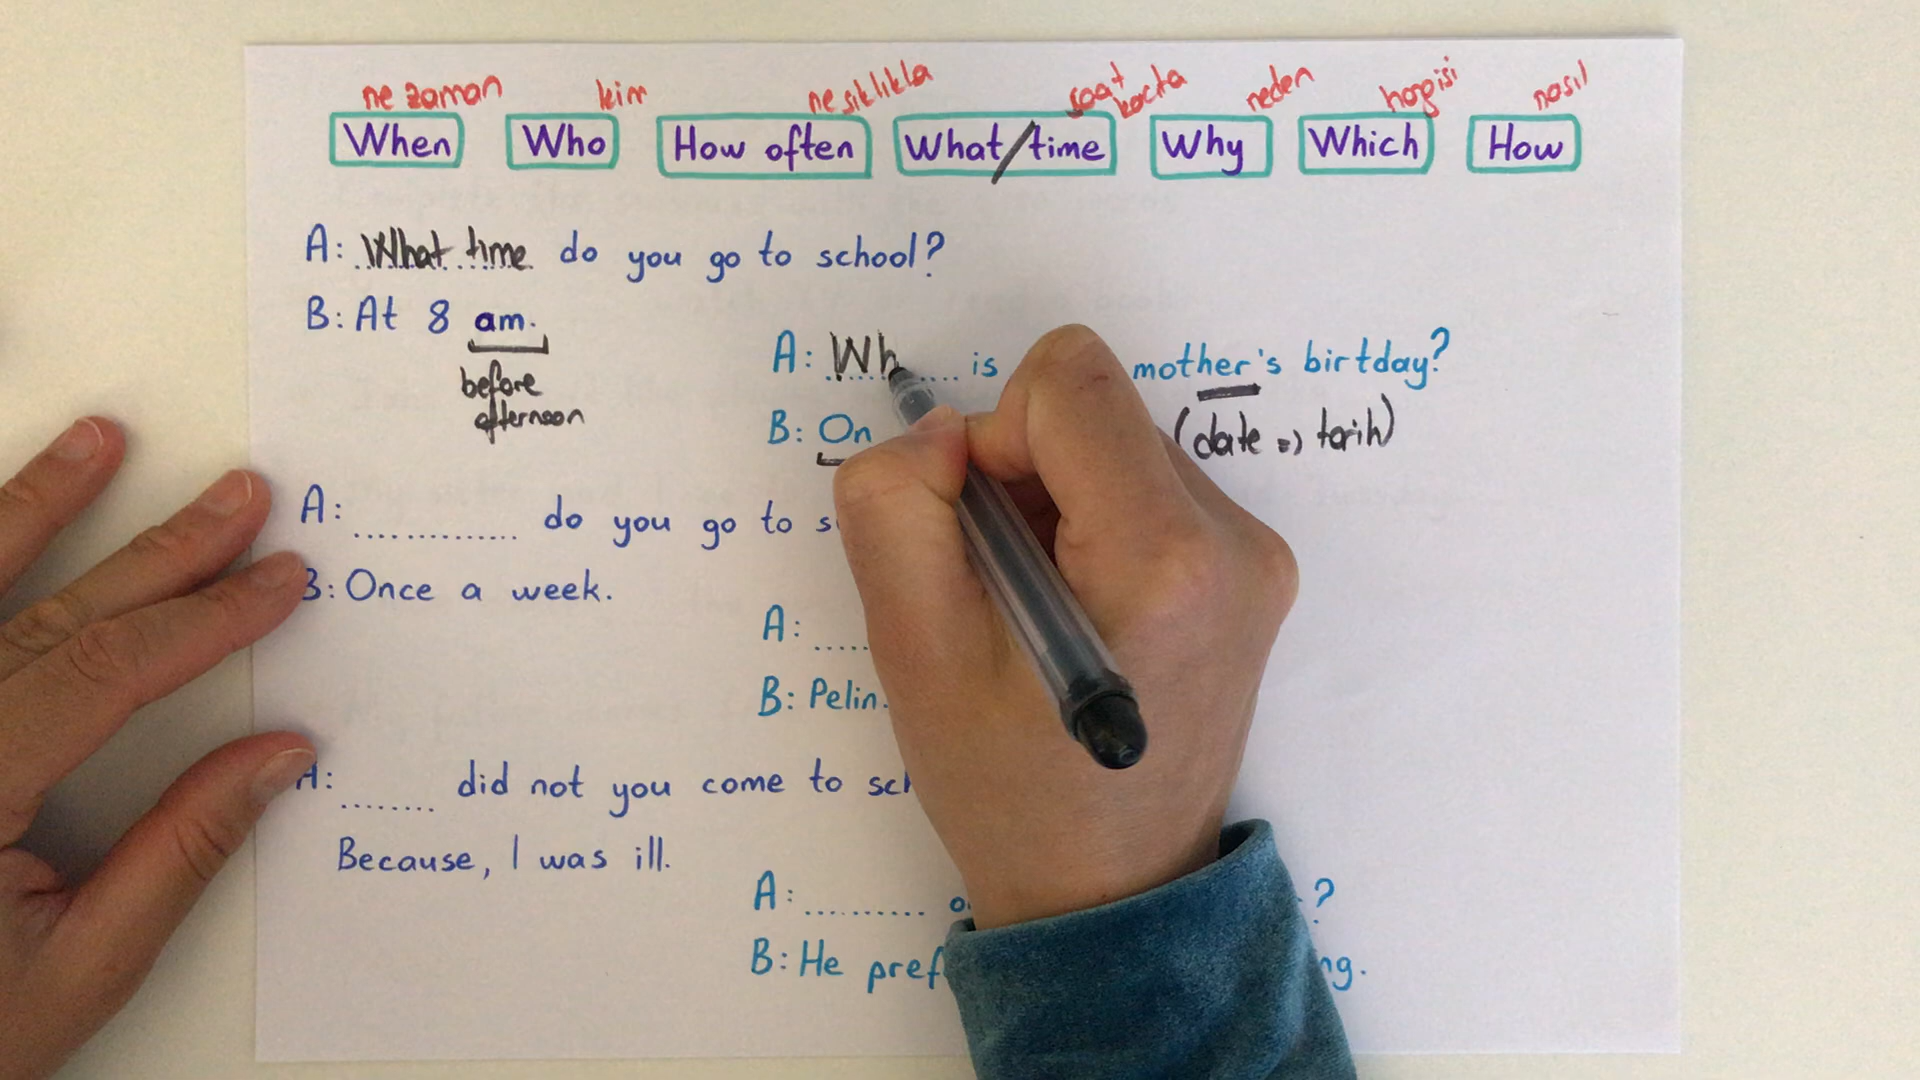 ne zaman kim ne sıklıkla saat kaçta neden hangisi nasıl
When Who How often What/time Why Which How
A: What time do you go to school?
B: At 8 am.
before
afternoon
A: Wh is mother's birtday?
B: On (date => tarih)
A: ............... do you go to s
B: Once a week.
A: .....
B: Pelin.
A: ........ did not you come to sch
Because, I was ill.
A: .......... ?
B: He pref ng.